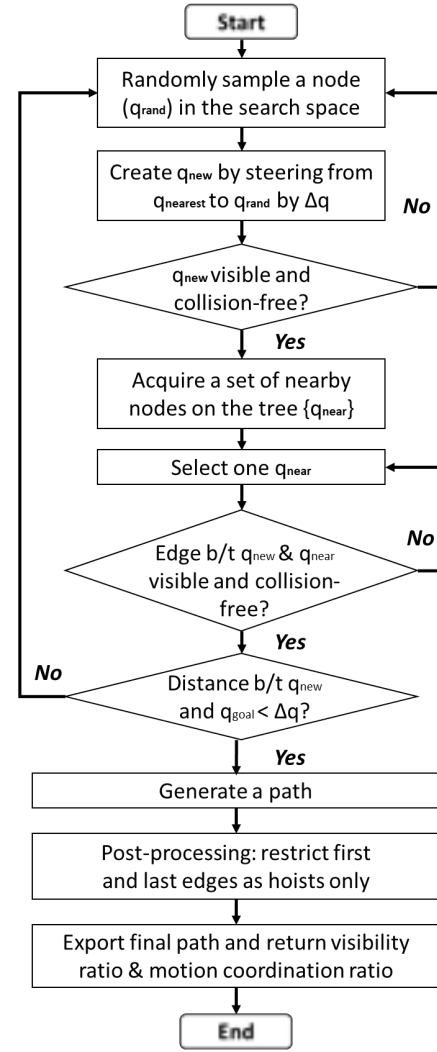 Start
Randomly sample a node
(qrand) in the search space
Create qnew by steering from
qnearest to qrand by Δq
No
qnew visible and
collision-free?
Yes
Acquire a set of nearby
nodes on the tree {qnear}
Select one qnear
No
Edge b/t qnew & qnear
visible and collision-
free?
Yes
No
Distance b/t qnew
and qgoal < Δq?
Yes
Generate a path
Post-processing: restrict first
and last edges as hoists only
Export final path and return visibility
ratio & motion coordination ratio
End